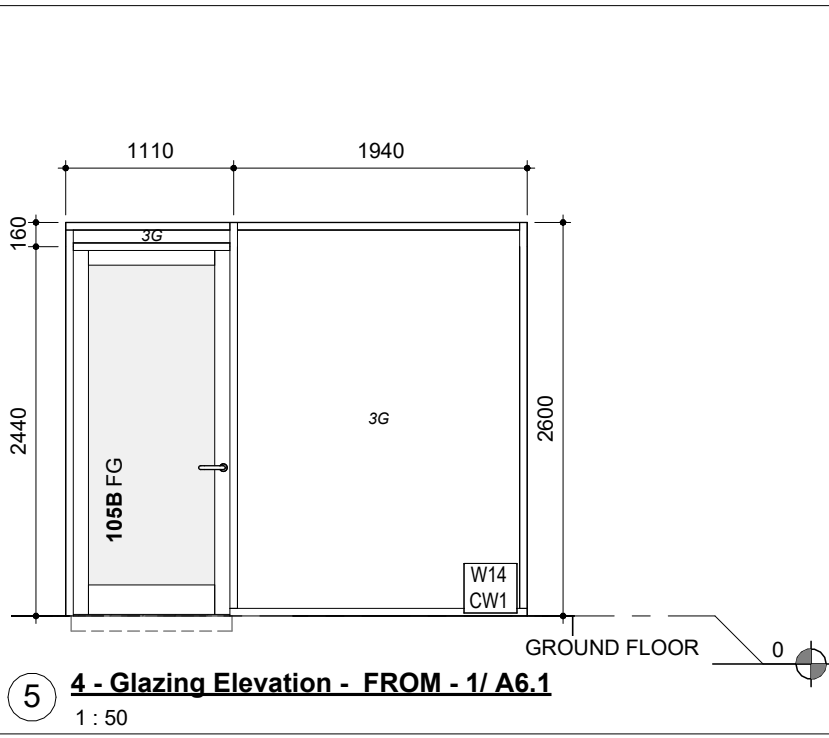 1110
1940
160
3G
2440
105B FG
3G
2600
W14
CW1
GROUND FLOOR
0
5
4 - Glazing Elevation - FROM - 1/ A6.1
1 : 50